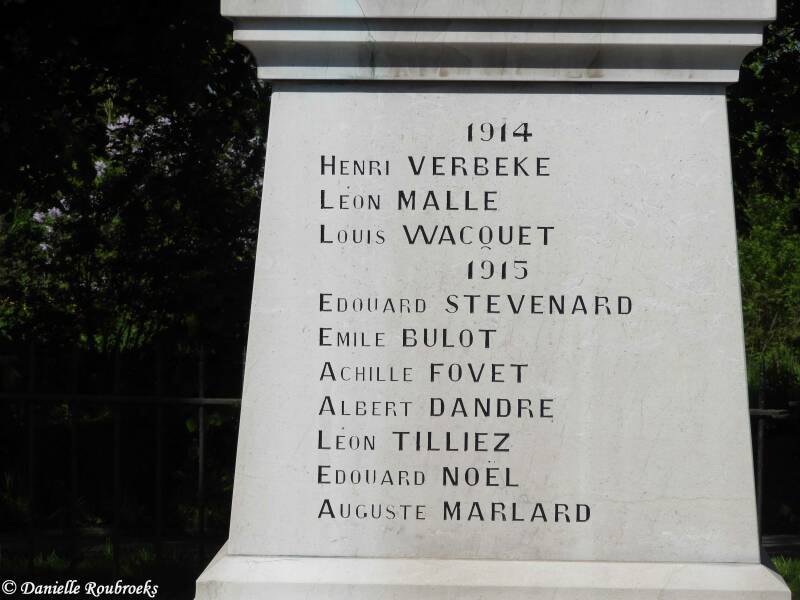 1914
Henri VERBEKE
Léon MALLE
Louis WACQUET
1915
Edouard STEVENARD
Emile BULOT
Achille FOVET
Albert DANDRE
Léon TILLIEZ
Edouard NOËL
Auguste MARLARD
© Danielle Roubroeks